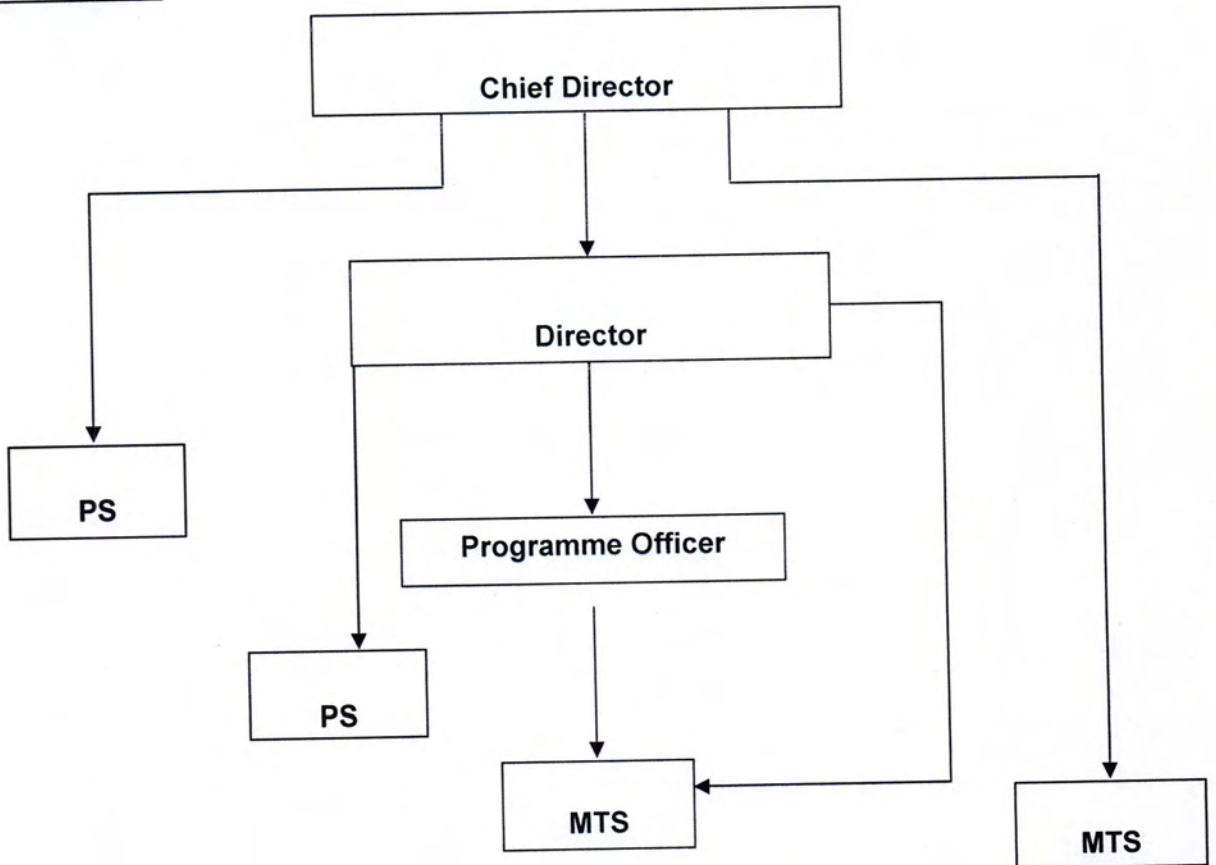 Chief Director
Director
PS
Programme Officer
PS
MTS
MTS